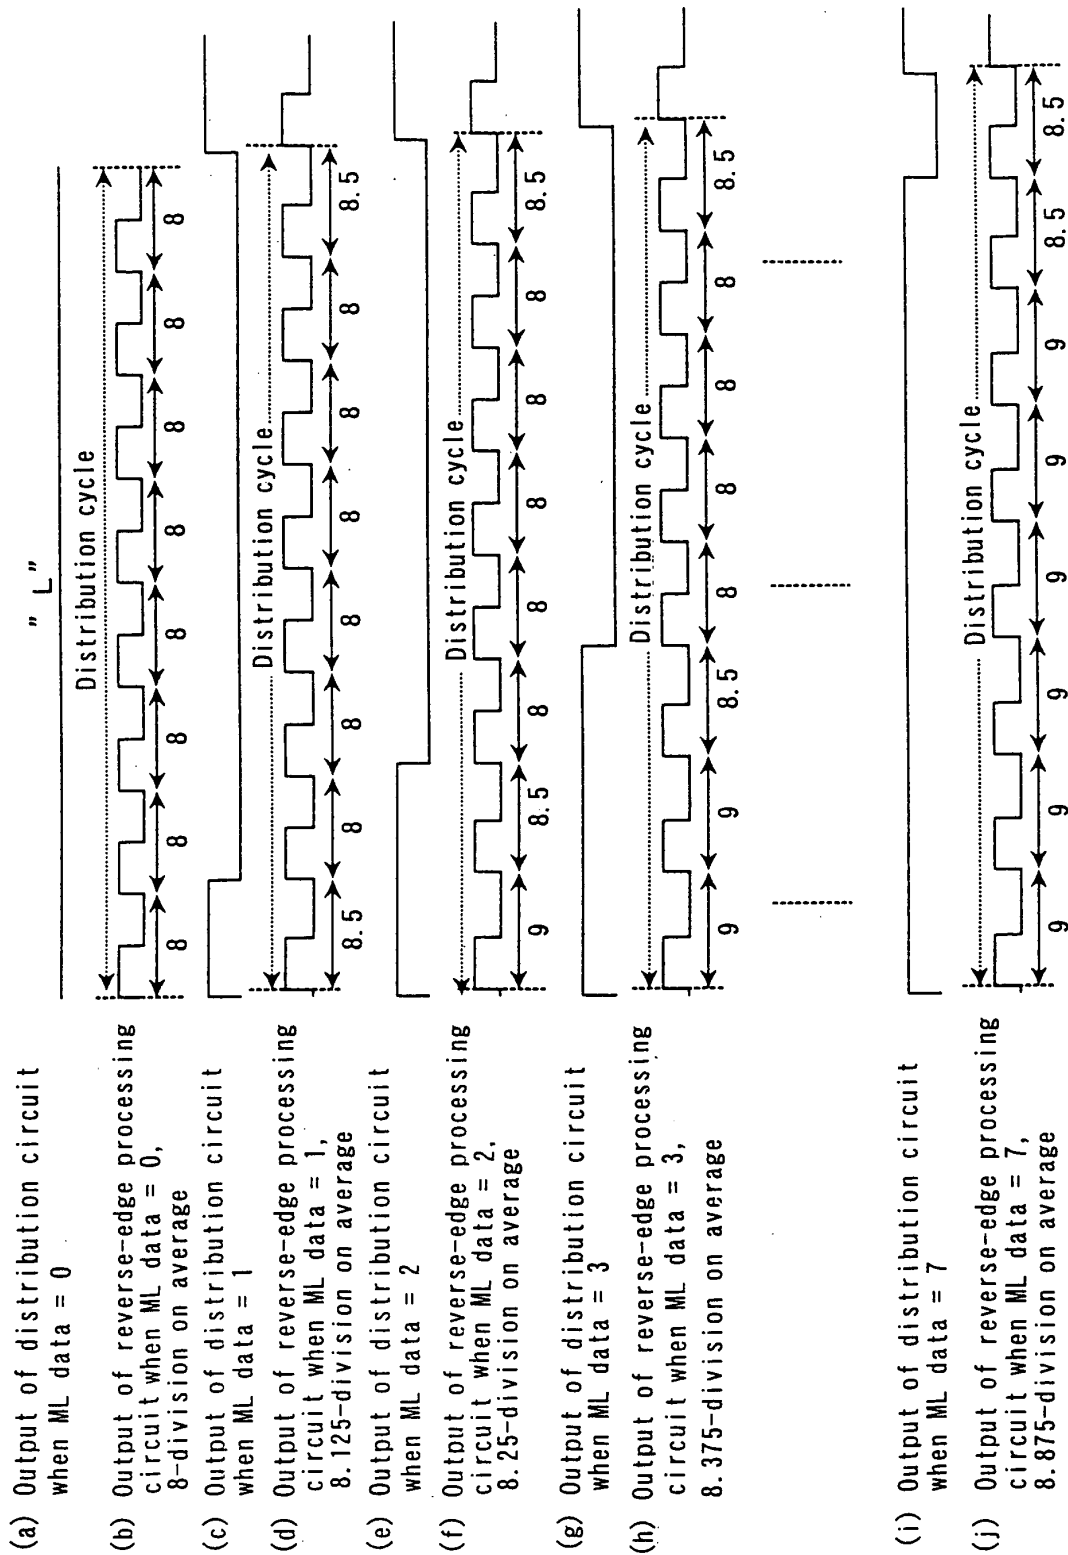 (a) Output of distribution circuit
when ML data = 0
" L "
(b) Output of reverse-edge processing
circuit when ML data = 0,
8-division on average
Distribution cycle
8 8 8 8 8 8 8 8
(c) Output of distribution circuit
when ML data = 1
(d) Output of reverse-edge processing
circuit when ML data = 1,
8.125-division on average
Distribution cycle
8.5 8 8 8 8 8 8 8.5
(e) Output of distribution circuit
when ML data = 2
(f) Output of reverse-edge processing
circuit when ML data = 2,
8.25-division on average
Distribution cycle
9 8.5 8 8 8 8 8 8.5
(g) Output of distribution circuit
when ML data = 3
(h) Output of reverse-edge processing
circuit when ML data = 3,
8.375-division on average
Distribution cycle
9 9 8.5 8 8 8 8 8.5
(i) Output of distribution circuit
when ML data = 7
(j) Output of reverse-edge processing
circuit when ML data = 7,
8.875-division on average
Distribution cycle
9 9 9 9 9 9 8.5 8.5